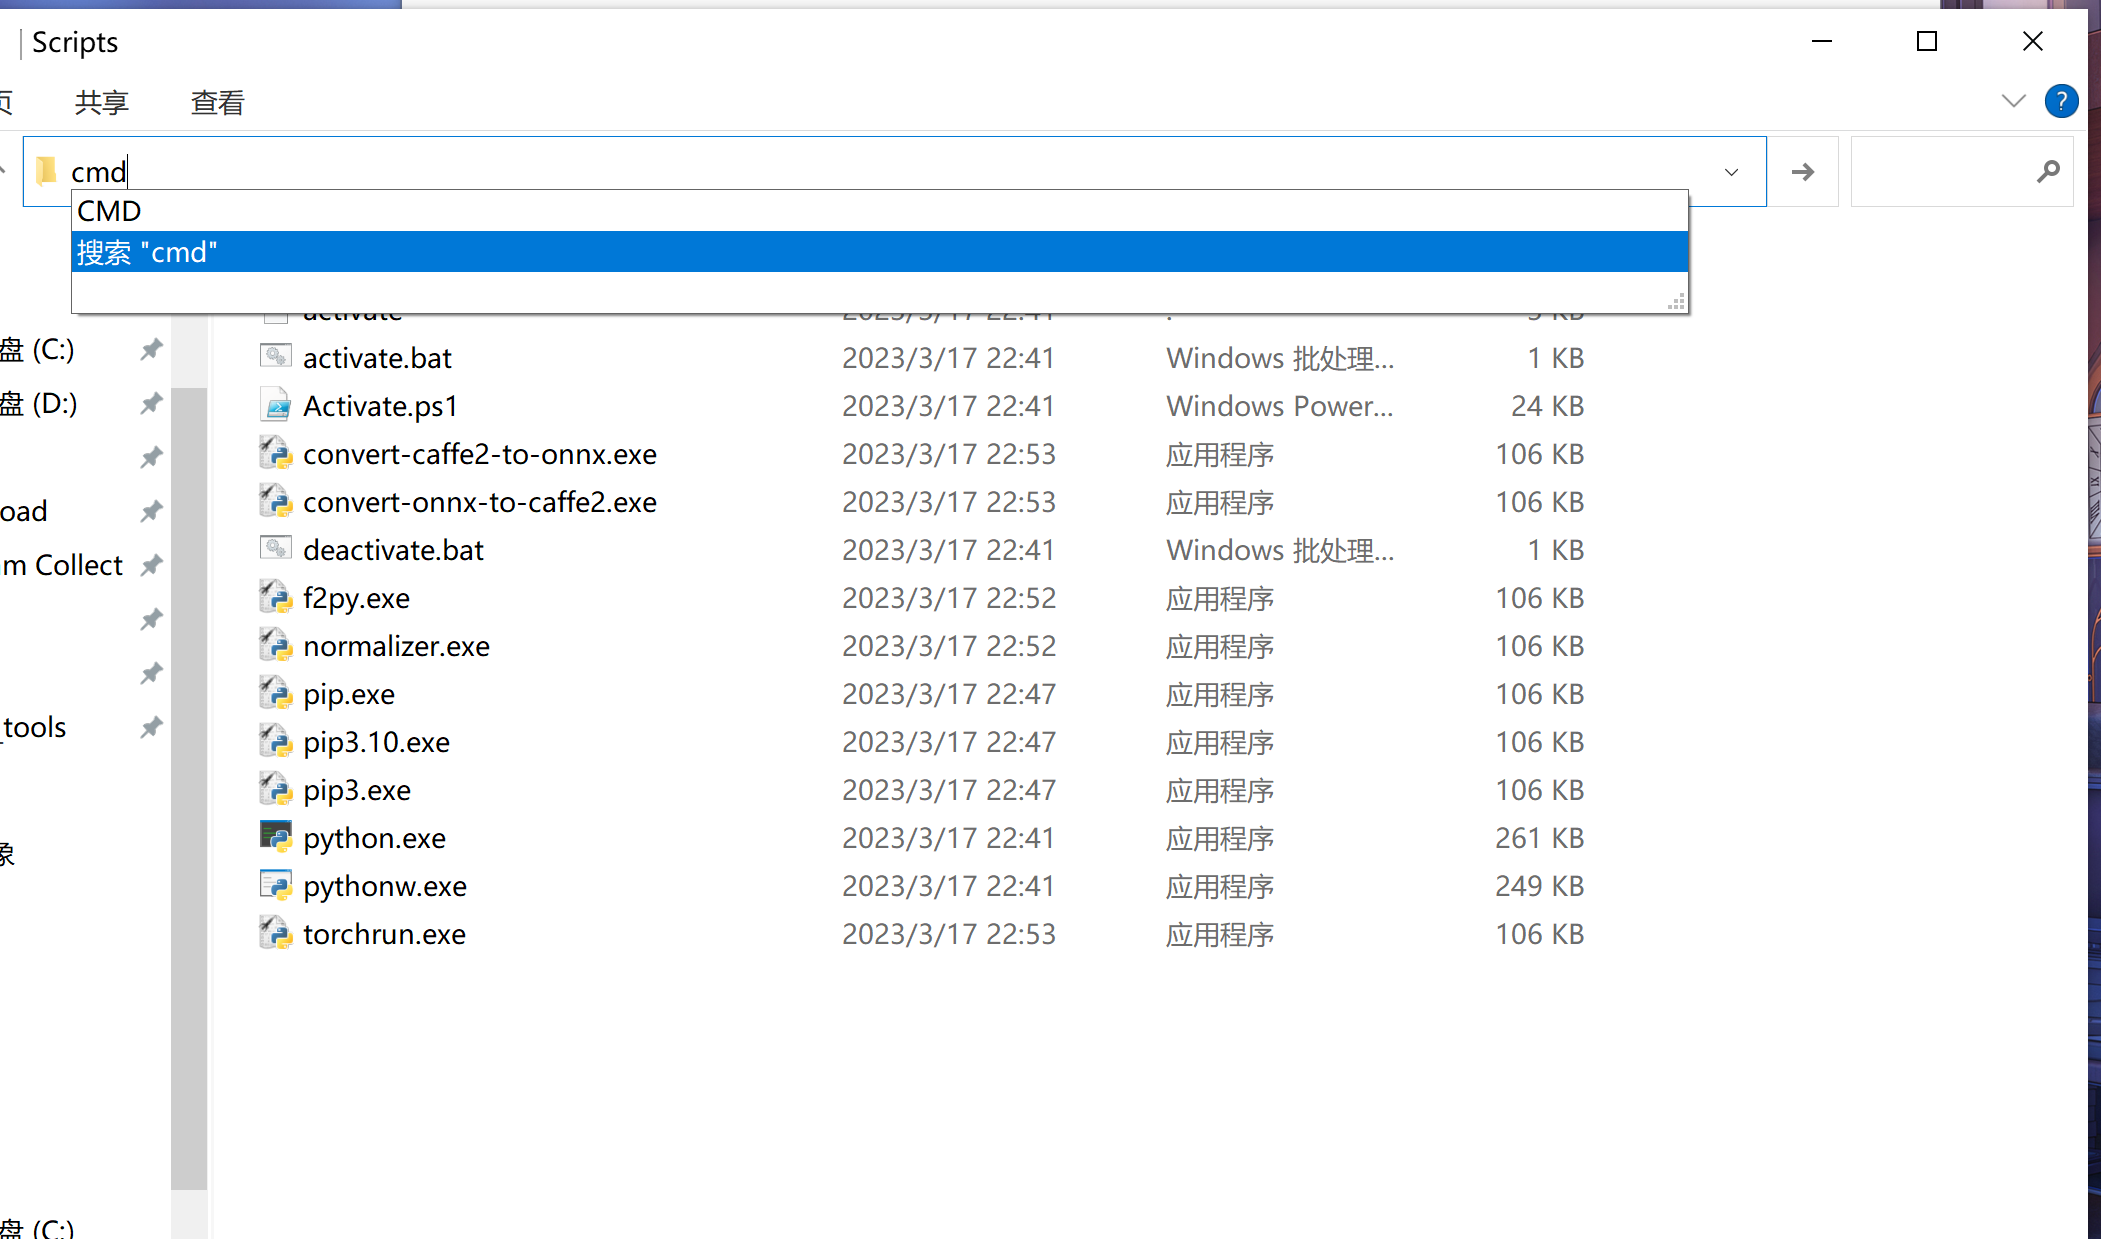 Scripts
页 共享 查看
cmd
CMD
搜索 "cmd"
activate 2023/3/17 22:41 . 3 KB
盘 (C:)
activate.bat 2023/3/17 22:41 Windows 批处理... 1 KB
盘 (D:)
Activate.ps1 2023/3/17 22:41 Windows Power... 24 KB
convert-caffe2-to-onnx.exe 2023/3/17 22:53 应用程序 106 KB
oad
convert-onnx-to-caffe2.exe 2023/3/17 22:53 应用程序 106 KB
m Collect
deactivate.bat 2023/3/17 22:41 Windows 批处理... 1 KB
f2py.exe 2023/3/17 22:52 应用程序 106 KB
normalizer.exe 2023/3/17 22:52 应用程序 106 KB
pip.exe 2023/3/17 22:47 应用程序 106 KB
_tools
pip3.10.exe 2023/3/17 22:47 应用程序 106 KB
pip3.exe 2023/3/17 22:47 应用程序 106 KB
python.exe 2023/3/17 22:41 应用程序 261 KB
象
pythonw.exe 2023/3/17 22:41 应用程序 249 KB
torchrun.exe 2023/3/17 22:53 应用程序 106 KB
盘 (C:)